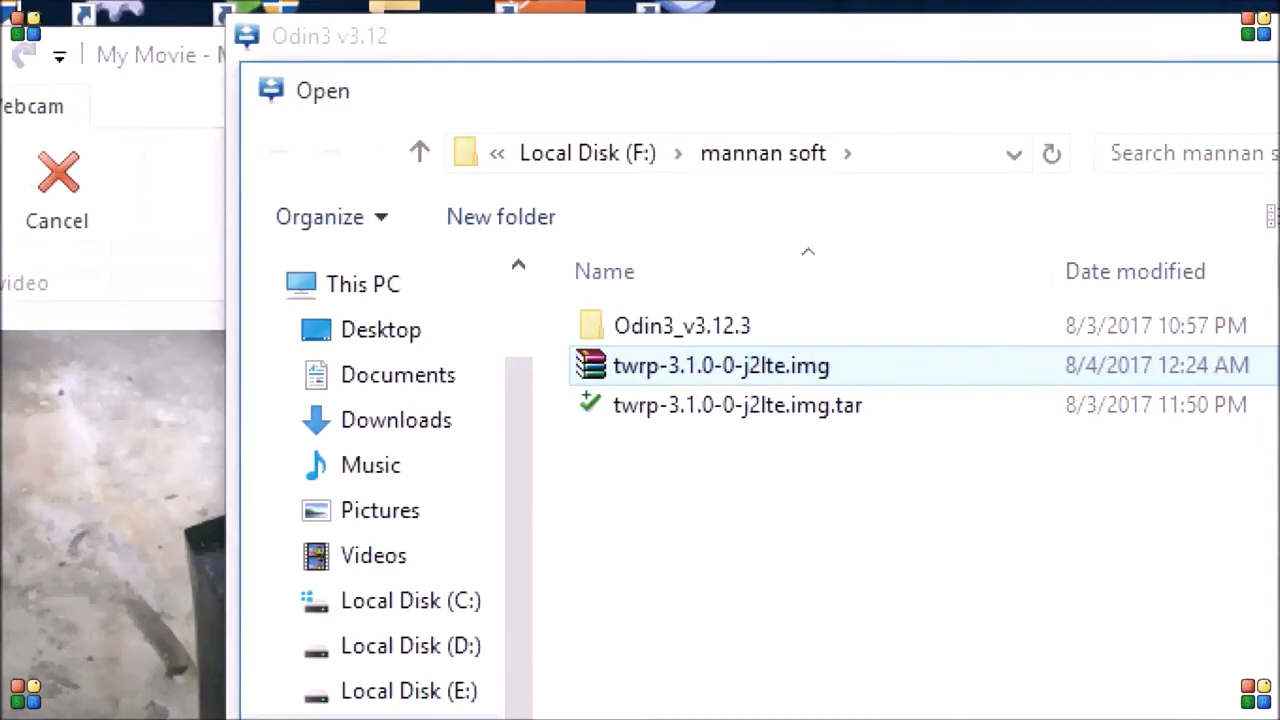 Odin3 v3.12
My Movie -
Open
ebcam
« Local Disk (F:) › mannan soft ›
Search mannan s
Cancel
Organize
New folder
Name
Date modified
ideo
This PC
Desktop
Documents
Downloads
Music
Pictures
Videos
Local Disk (C:)
Local Disk (D:)
Local Disk (E:)
Odin3_v3.12.3
8/3/2017 10:57 PM
twrp-3.1.0-0-j2lte.img
8/4/2017 12:24 AM
twrp-3.1.0-0-j2lte.img.tar
8/3/2017 11:50 PM
S R
S R
S R
S R